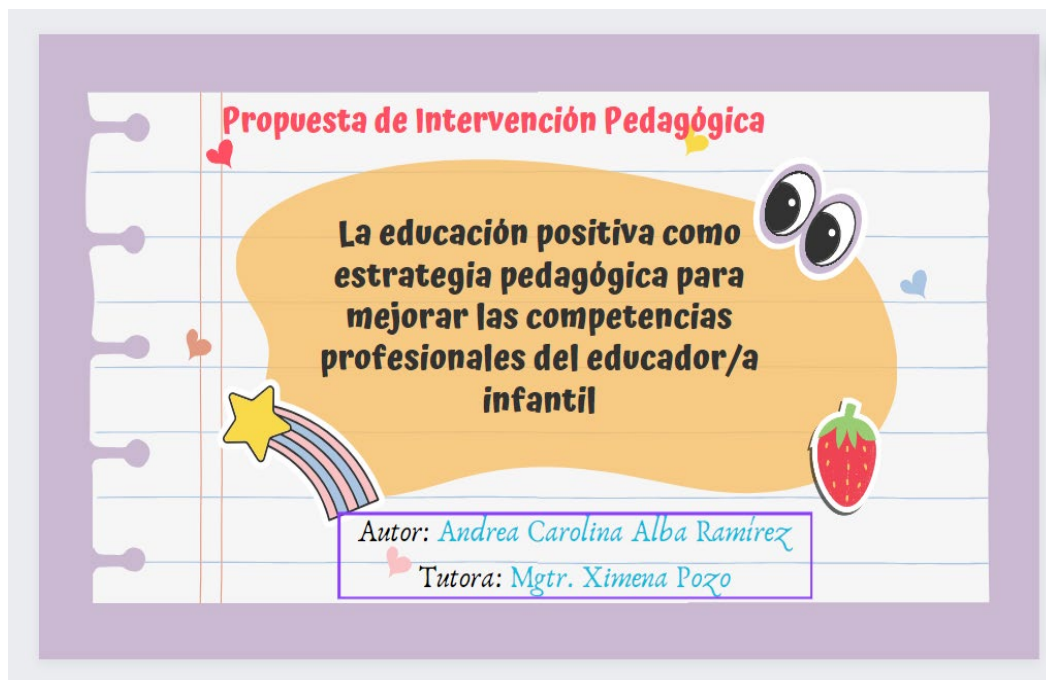 Propuesta de Intervención Pedagógica
La educación positiva como
estrategia pedagógica para
mejorar las competencias
profesionales del educador/a
infantil
Autor: Andrea Carolina Alba Ramírez
Tutora: Mgtr. Ximena Pozo